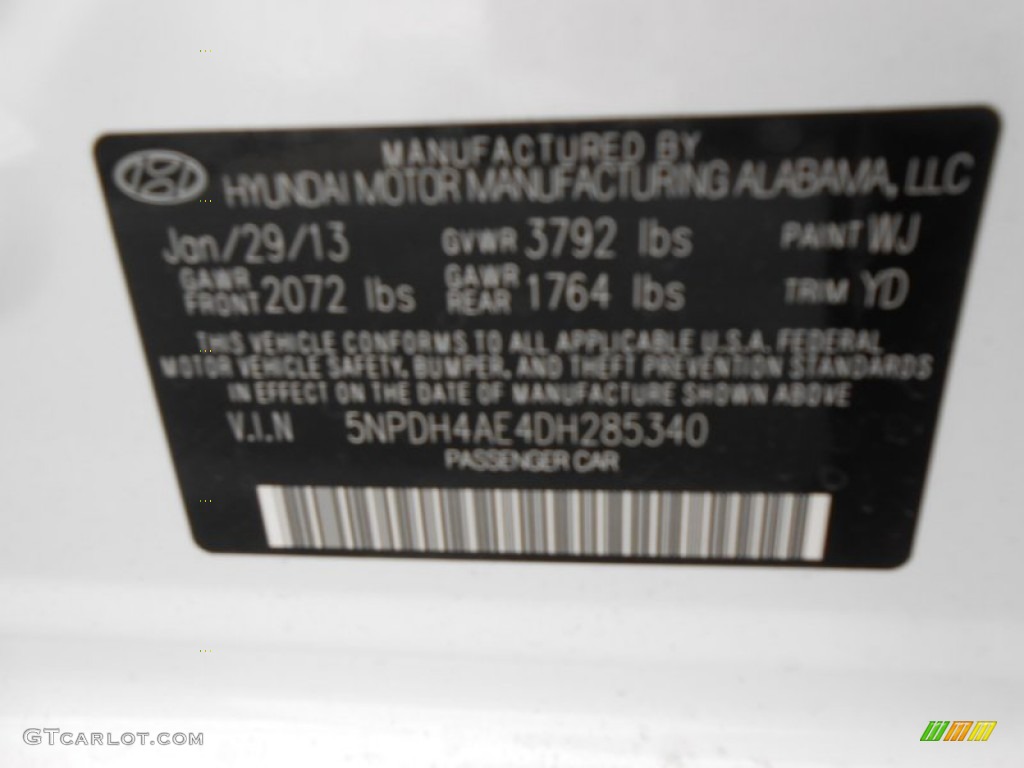 MANUFACTURED BY
HYUNDAI MOTOR MANUFACTURING ALABAMA, LLC
Jan/29/13 GVWR 3792 lbs PAINT WJ
GAWR FRONT 2072 lbs GAWR REAR 1764 lbs TRIM YD
THIS VEHICLE CONFORMS TO ALL APPLICABLE U.S.A. FEDERAL
MOTOR VEHICLE SAFETY, BUMPER, AND THEFT PREVENTION STANDARDS
IN EFFECT ON THE DATE OF MANUFACTURE SHOWN ABOVE
V.I.N 5NPDH4AE4DH285340
PASSENGER CAR
GTCARLOT.COM